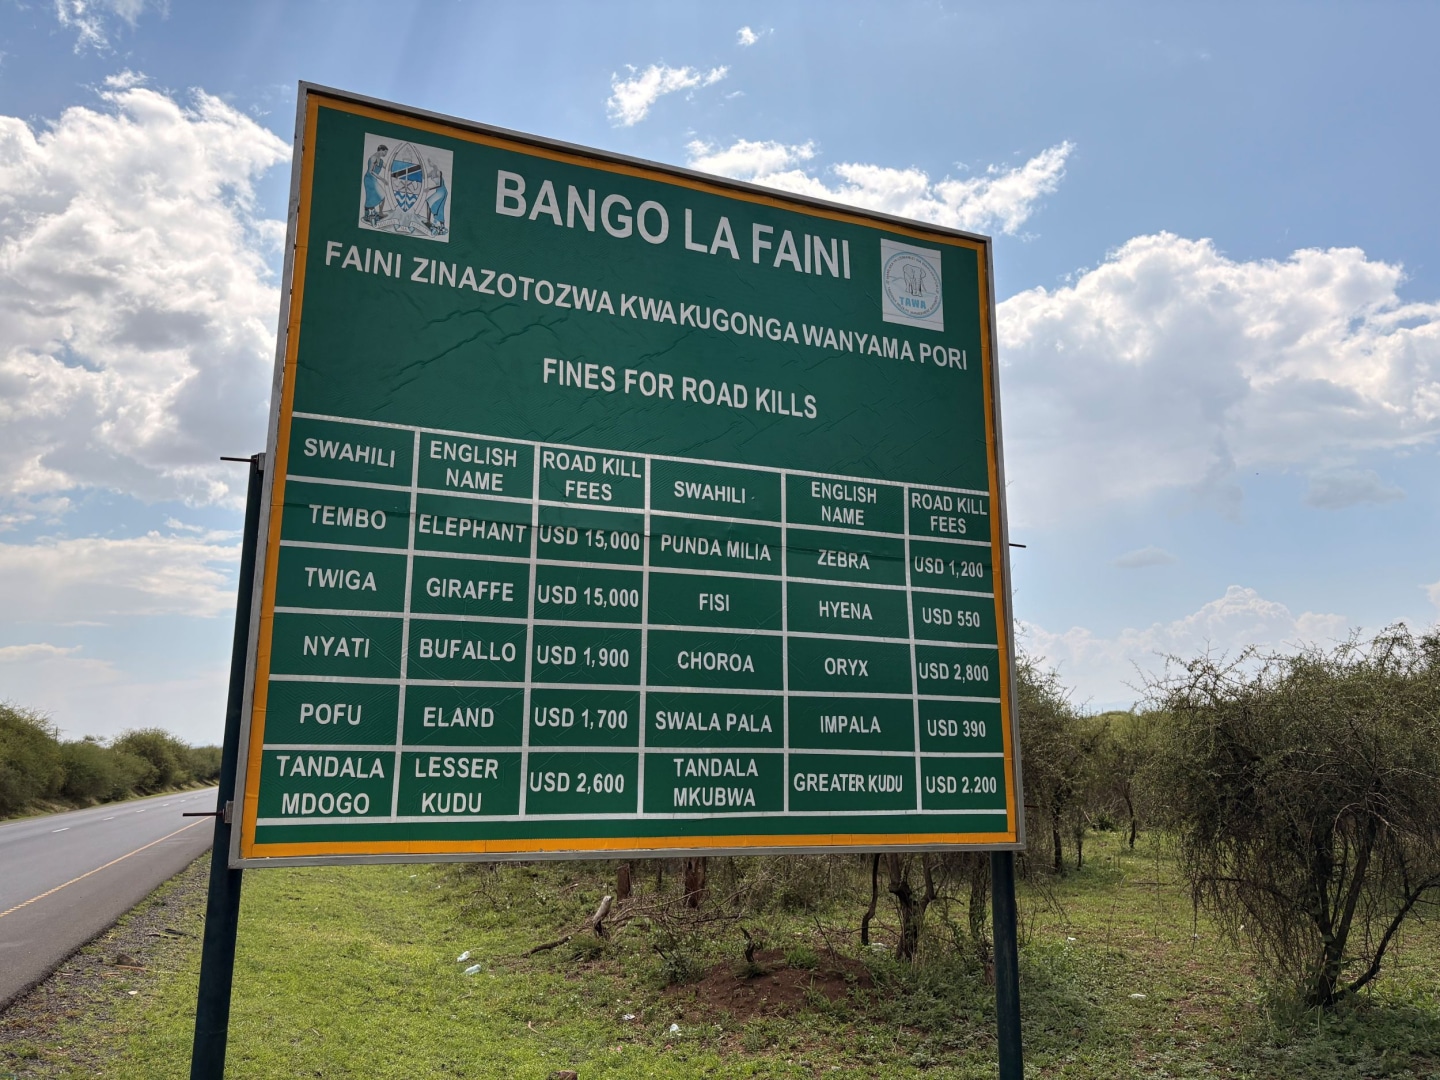 BANGO LA FAINI
TAWA
FAINI ZINAZOTOZWA KWA KUGONGA WANYAMA PORI
FINES FOR ROAD KILLS
SWAHILI ENGLISH NAME ROAD KILL FEES SWAHILI ENGLISH NAME ROAD KILL FEES
TEMBO ELEPHANT USD 15,000 PUNDA MILIA ZEBRA USD 1,200
TWIGA GIRAFFE USD 15,000 FISI HYENA USD 550
NYATI BUFALLO USD 1,900 CHOROA ORYX USD 2,800
POFU ELAND USD 1,700 SWALA PALA IMPALA USD 390
TANDALA MDOGO LESSER KUDU USD 2,600 TANDALA MKUBWA GREATER KUDU USD 2.200